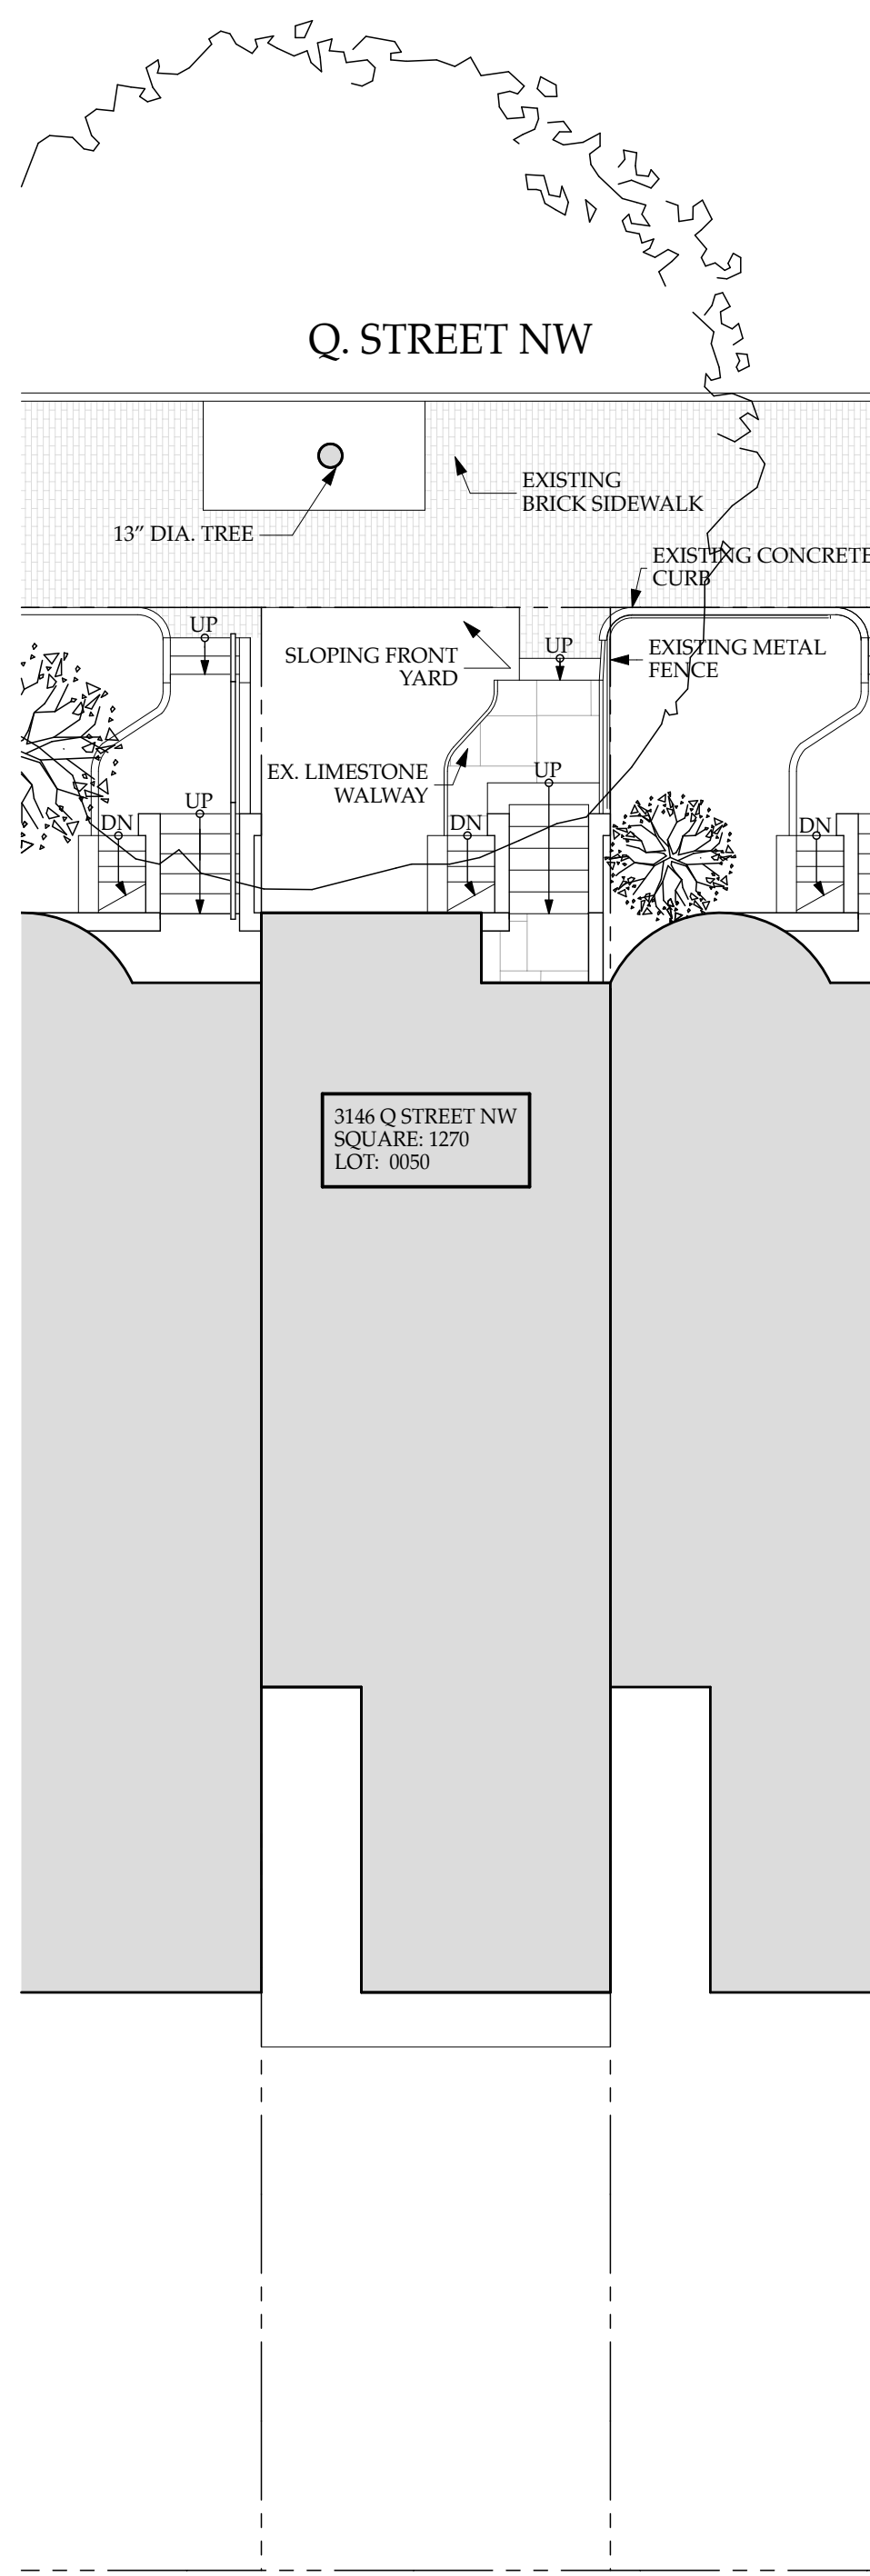 Q. STREET NW
EXISTING
BRICK SIDEWALK
13" DIA. TREE
EXISTING CONCRETE
CURB
UP
UP
SLOPING FRONT
YARD
EXISTING METAL
FENCE
EX. LIMESTONE
WALWAY
UP
UP
DN
DN
DN
3146 Q STREET NW
SQUARE: 1270
LOT: 0050